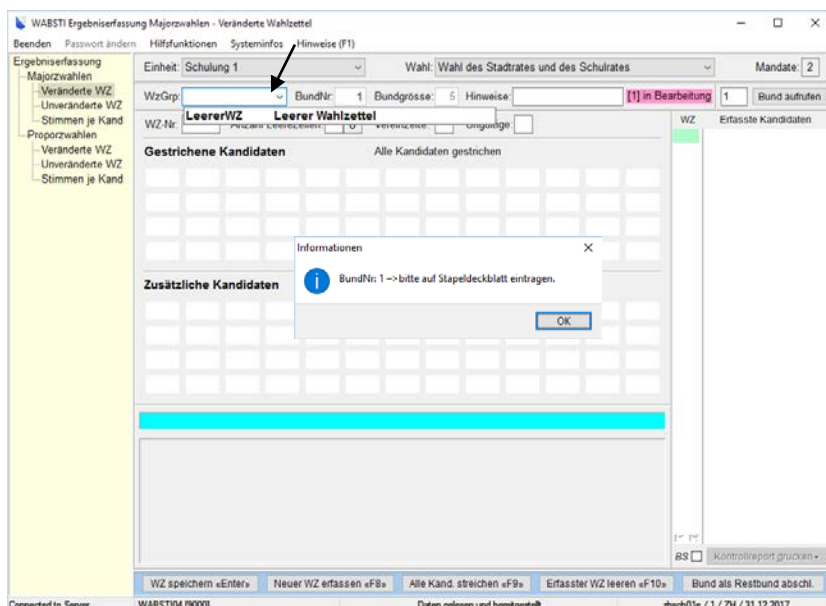 WABSTI Ergebniserfassung Majorzwahlen - Veränderte Wahlzettel
Beenden Passwort ändern Hilfsfunktionen Systeminfos Hinweise (F1)
Ergebniserfassung
Majorzwahlen
Veränderte WZ
Unveränderte WZ
Stimmen je Kand
Proporzwahlen
Veränderte WZ
Unveränderte WZ
Stimmen je Kand
Einheit: Schulung 1 Wahl: Wahl des Stadtrates und des Schulrates Mandate: 2
WzGrp: BundNr: 1 Bundgrösse: 5 Hinweise: [1] in Bearbeitung 1 Bund aufrufen
LeererWZ Leerer Wahlzettel
WZ-Nr:
WZ Erfasste Kandidaten
Gestrichene Kandidaten Alle Kandidaten gestrichen
Informationen
BundNr: 1 -> bitte auf Stapeldeckblatt eintragen.
OK
Zusätzliche Kandidaten
BS Kontrollreport drucken
WZ speichern «Enter» Neuer WZ erfassen «F8» Alle Kand. streichen «F9» Erfasster WZ leeren «F10» Bund als Restbund abschl.
Connected to Server WABSTI04 [9000] Daten gelesen und bereitgestellt / 1 / ZH / 31.12.2017